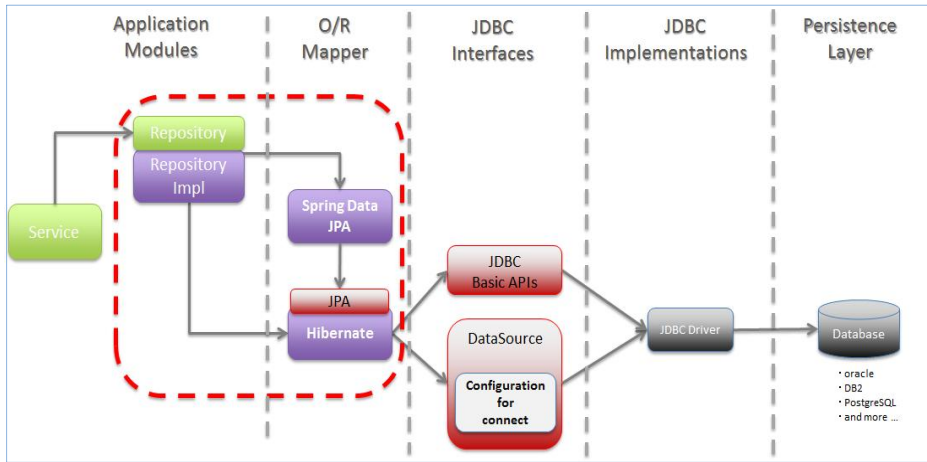 Application
Modules
O/R
Mapper
JDBC
Interfaces
JDBC
Implementations
Persistence
Layer
Repository
Repository
Impl
Service
Spring Data
JPA
JPA
Hibernate
JDBC
Basic APIs
DataSource
Configuration
for
connect
JDBC Driver
Database
・oracle
・DB2
・PostgreSQL
・and more ...